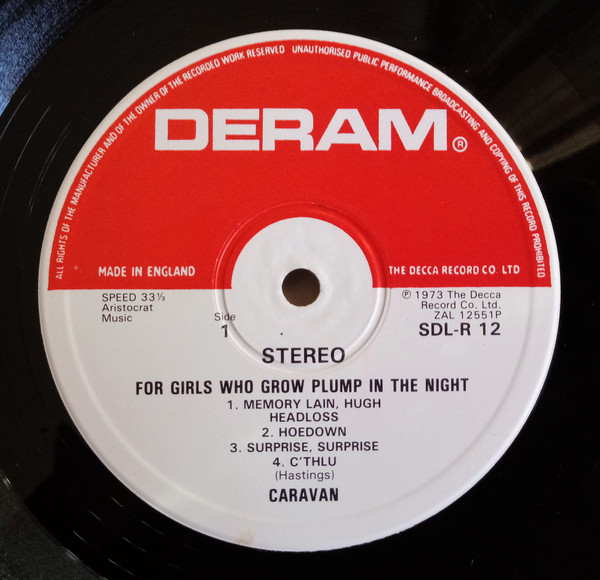 ALL RIGHTS OF THE MANUFACTURER AND OF THE OWNER OF THE RECORDED WORK RESERVED UNAUTHORISED PUBLIC PERFORMANCE BROADCASTING AND COPYING OF THIS RECORD PROHIBITED
DERAM®
MADE IN ENGLAND
THE DECCA RECORD CO. LTD
SPEED 33⅓
Aristocrat
Music
Side
1
℗ 1973 The Decca
Record Co. Ltd.
ZAL 12551P
SDL-R 12
STEREO
FOR GIRLS WHO GROW PLUMP IN THE NIGHT
1. MEMORY LAIN, HUGH
HEADLOSS
2. HOEDOWN
3. SURPRISE, SURPRISE
4. C'THLU
(Hastings)
CARAVAN